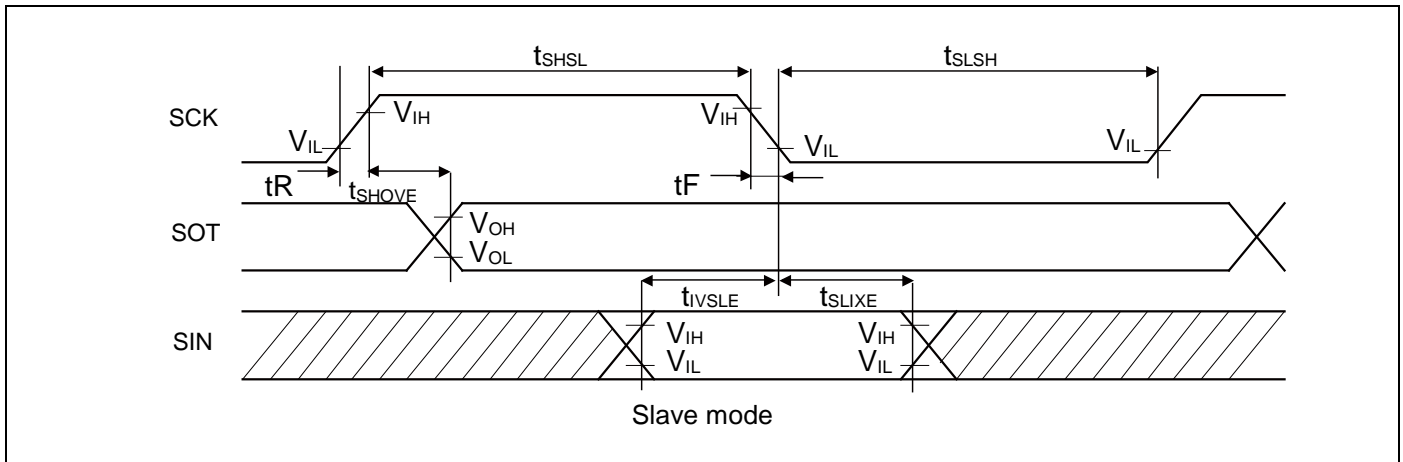 tSHSL tSLSH
SCK VIH VIH
VIL VIL VIL
tR tSHOVE tF
SOT VOH
VOL
tIVSLE tSLIXE
SIN VIH VIH
VIL VIL
Slave mode